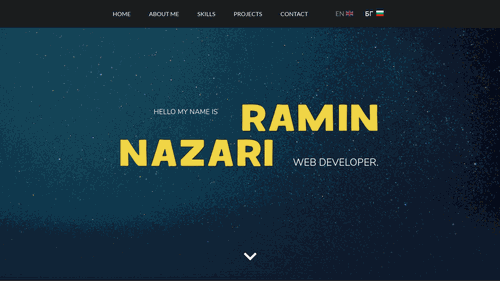 HOME ABOUT ME SKILLS PROJECTS CONTACT EN БГ
HELLO MY NAME IS RAMIN
NAZARI WEB DEVELOPER.